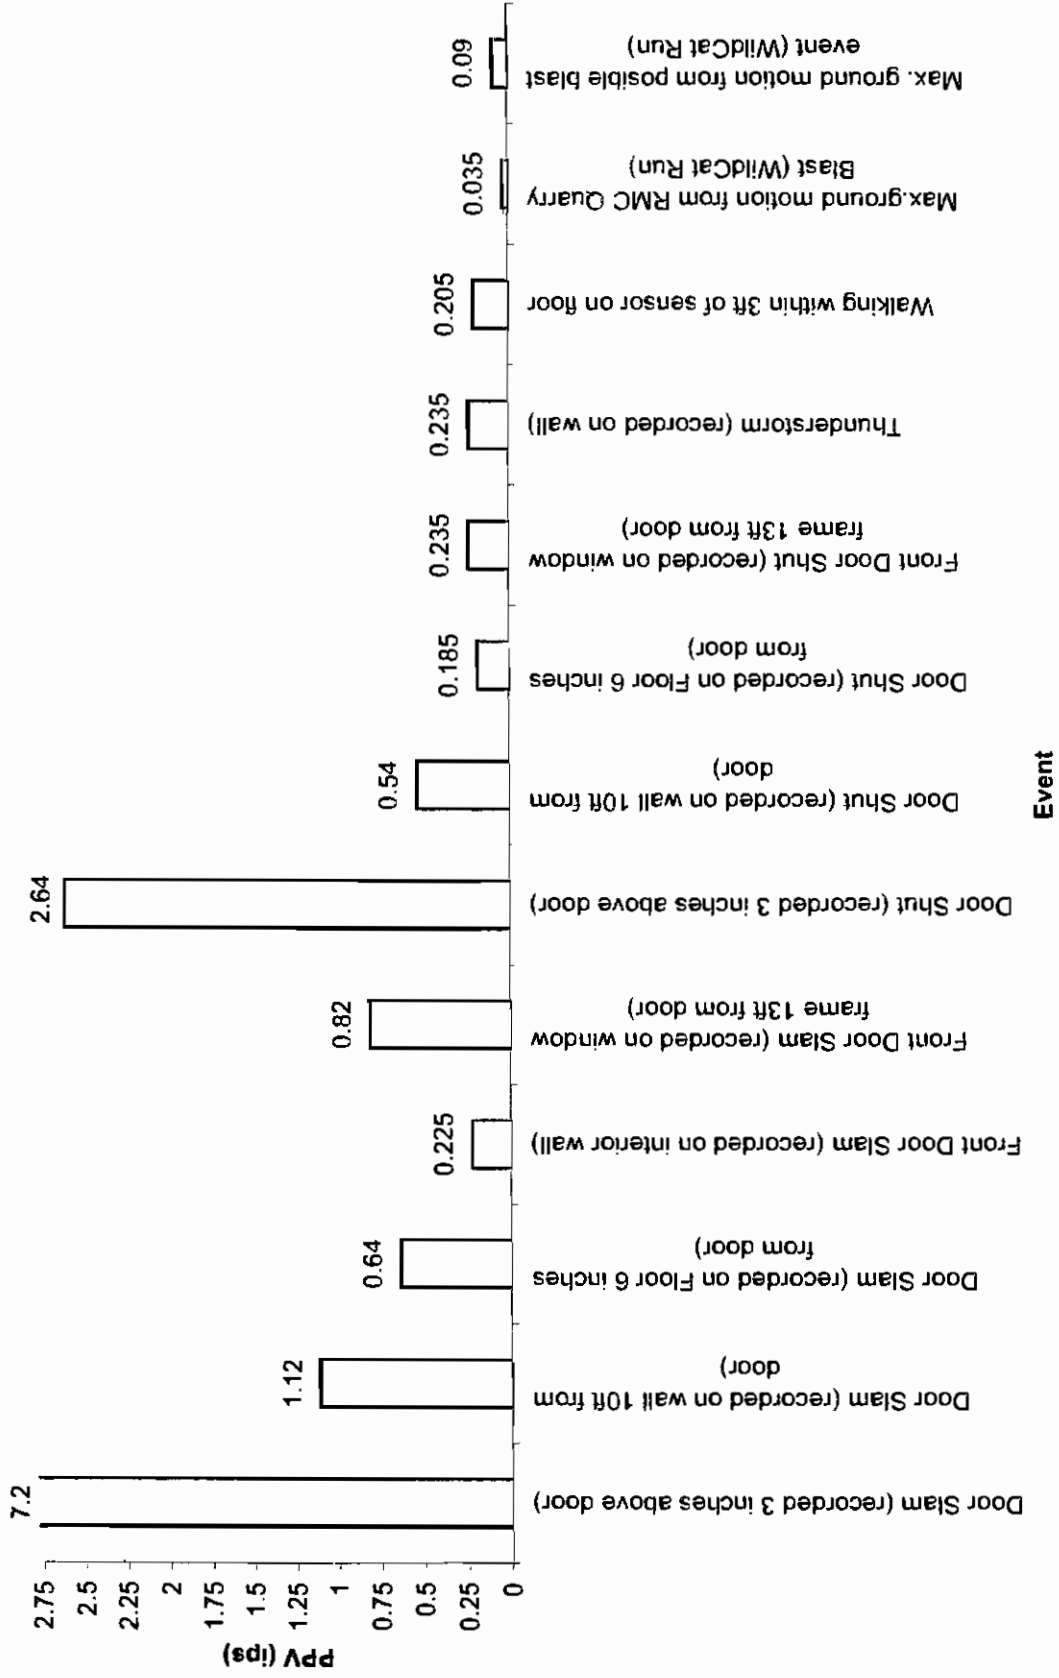 PPV (ips)
2.75
2.5
2.25
2
1.75
1.5
1.25
1
0.75
0.5
0.25
0
7.2
1.12
0.64
0.225
0.82
2.64
0.54
0.185
0.235
0.235
0.205
0.035
0.09
Door Slam (recorded 3 inches above door)
Door Slam (recorded on wall 10ft from
door)
Door Slam (recorded on Floor 6 inches
from door)
Front Door Slam (recorded on interior wall)
Front Door Slam (recorded on window
frame 13ft from door)
Door Shut (recorded 3 inches above door)
Door Shut (recorded on wall 10ft from
door)
Door Shut (recorded on Floor 6 inches
from door)
Front Door Shut (recorded on window
frame 13ft from door)
Thunderstorm (recorded on wall)
Walking within 3ft of sensor on floor
Max.ground motion from RMC Quarry
Blast (WildCat Run)
Max. ground motion from posible blast
event (WildCat Run)
Event